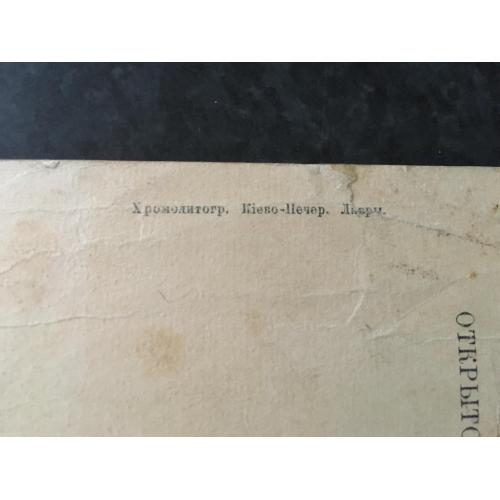 Хромолитогр. Кіево-Печер. Лавры.
ОТКРЫТО